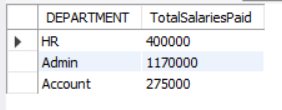 DEPARTMENT TotalSalariesPaid
HR 400000
Admin 1170000
Account 275000